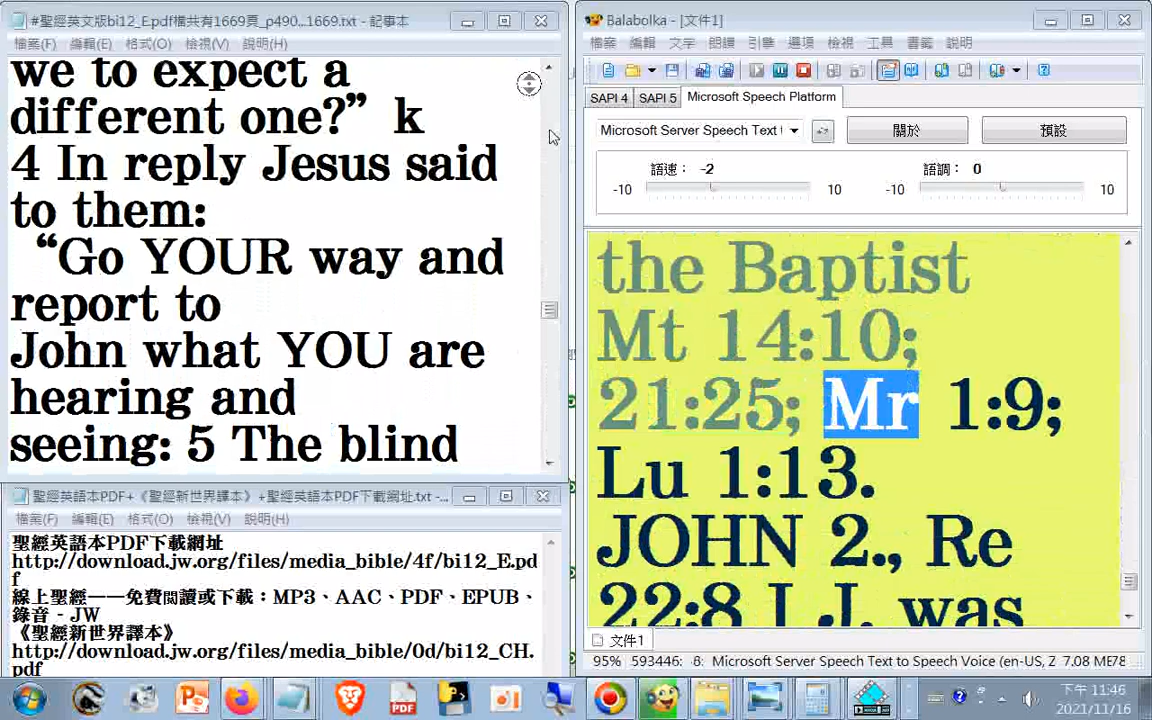 #聖經英文版bi12_E.pdf檔共有1669頁_p490...1669.txt - 記事本
檔案(F) 編輯(E) 格式(O) 檢視(V) 說明(H)
we to expect a
different one?” k
4 In reply Jesus said
to them:
“Go YOUR way and
report to
John what YOU are
hearing and
seeing: 5 The blind
聖經英語本PDF+《聖經新世界譯本》+聖經英語本PDF下載網址.txt - ...
檔案(F) 編輯(E) 格式(O) 檢視(V) 說明(H)
聖經英語本PDF下載網址
http://download.jw.org/files/media_bible/4f/bi12_E.pd
f
線上聖經——免費閱讀或下載：MP3、AAC、PDF、EPUB、
錄音 - JW
《聖經新世界譯本》
http://download.jw.org/files/media_bible/0d/bi12_CH.
pdf
Balabolka - [文件1]
檔案 編輯 文字 朗讀 引擎 選項 檢視 工具 書籤 說明
SAPI 4 SAPI 5 Microsoft Speech Platform
Microsoft Server Speech Text 關於 預設
語速： -2 語調： 0
-10 10 -10 10
the Baptist
Mt 14:10;
21:25; Mr 1:9;
Lu 1:13.
JOHN 2., Re
22:8 I J. was
文件1
95% 593446: 8: Microsoft Server Speech Text to Speech Voice (en-US, Z 7.08 ME78
下午 11:46
2021/11/16